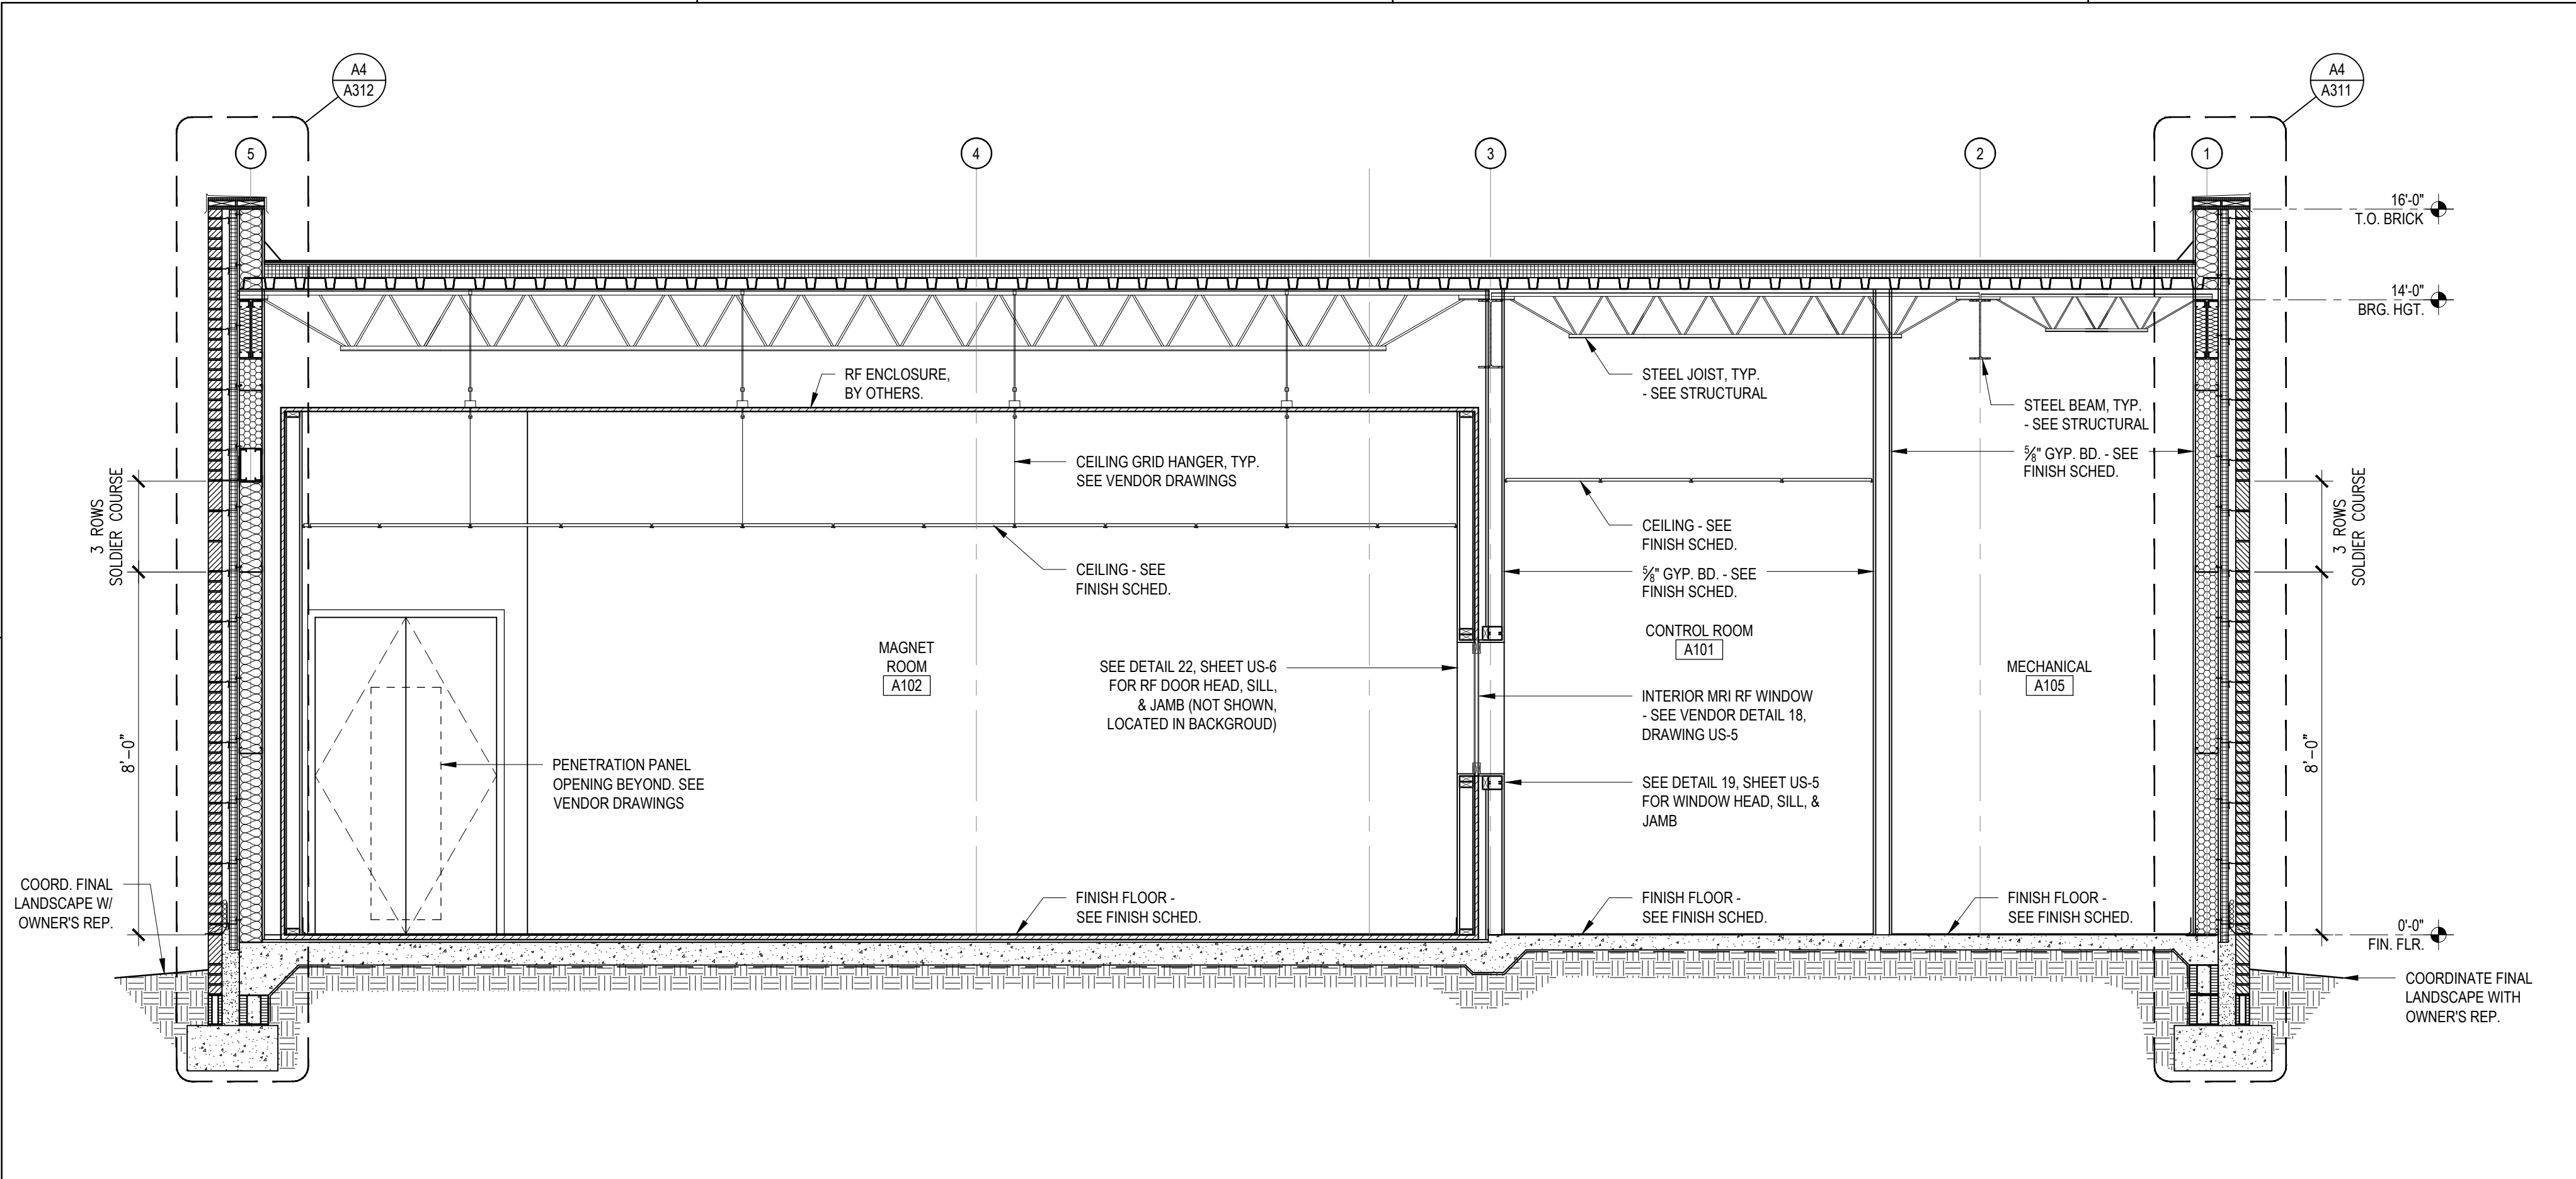 A4
A312
A4
A311
5
4
3
2
1
16'-0"
T.O. BRICK
14'-0"
BRG. HGT.
RF ENCLOSURE,
BY OTHERS.
STEEL JOIST, TYP.
- SEE STRUCTURAL
STEEL BEAM, TYP.
- SEE STRUCTURAL
⅝" GYP. BD. - SEE
FINISH SCHED.
CEILING GRID HANGER, TYP.
SEE VENDOR DRAWINGS
3 ROWS
SOLDIER COURSE
3 ROWS
SOLDIER COURSE
CEILING - SEE
FINISH SCHED.
CEILING - SEE
FINISH SCHED.
⅝" GYP. BD. - SEE
FINISH SCHED.
MAGNET
ROOM
A102
SEE DETAIL 22, SHEET US-6
FOR RF DOOR HEAD, SILL,
& JAMB (NOT SHOWN,
LOCATED IN BACKGROUD)
CONTROL ROOM
A101
MECHANICAL
A105
INTERIOR MRI RF WINDOW
- SEE VENDOR DETAIL 18,
DRAWING US-5
8'-0"
PENETRATION PANEL
OPENING BEYOND. SEE
VENDOR DRAWINGS
SEE DETAIL 19, SHEET US-5
FOR WINDOW HEAD, SILL, &
JAMB
8'-0"
COORD. FINAL
LANDSCAPE W/
OWNER'S REP.
FINISH FLOOR -
SEE FINISH SCHED.
FINISH FLOOR -
SEE FINISH SCHED.
FINISH FLOOR -
SEE FINISH SCHED.
0'-0"
FIN. FLR.
COORDINATE FINAL
LANDSCAPE WITH
OWNER'S REP.